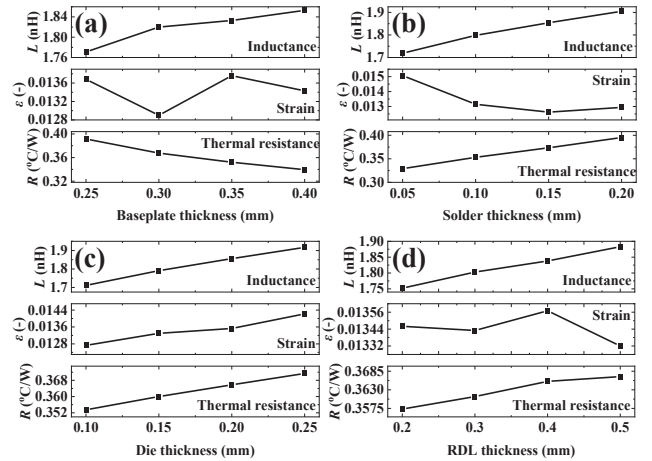 (a)
L (nH)
1.84
1.80
1.76
Inductance
ε (-)
0.0136
0.0132
0.0128
Strain
R (°C/W)
0.40
0.36
0.32
Thermal resistance
0.25 0.30 0.35 0.40
Baseplate thickness (mm)
(b)
L (nH)
1.9
1.8
1.7
Inductance
ε (-)
0.015
0.014
0.013
Strain
R (°C/W)
0.40
0.35
0.30
Thermal resistance
0.05 0.10 0.15 0.20
Solder thickness (mm)
(c)
L (nH)
1.9
1.8
1.7
Inductance
ε (-)
0.0144
0.0136
0.0128
Strain
R (°C/W)
0.368
0.360
0.352
Thermal resistance
0.10 0.15 0.20 0.25
Die thickness (mm)
(d)
L (nH)
1.90
1.85
1.80
1.75
Inductance
ε (-)
0.01356
0.01344
0.01332
Strain
R (°C/W)
0.3685
0.3630
0.3575
Thermal resistance
0.2 0.3 0.4 0.5
RDL thickness (mm)